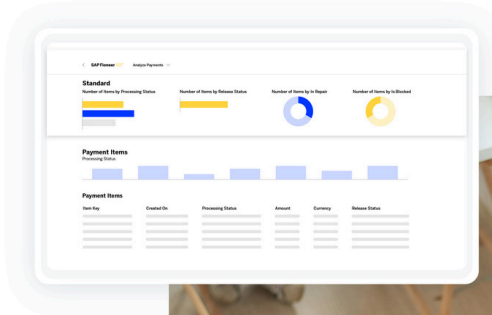 SAP Fioneer Analyze Payments
Standard
Number of Items by Processing Status Number of Items by Release Status Number of Items by In Repair Number of Items by Is Blocked
Payment Items
Processing Status
Payment Items
Item Key Created On Processing Status Amount Currency Release Status